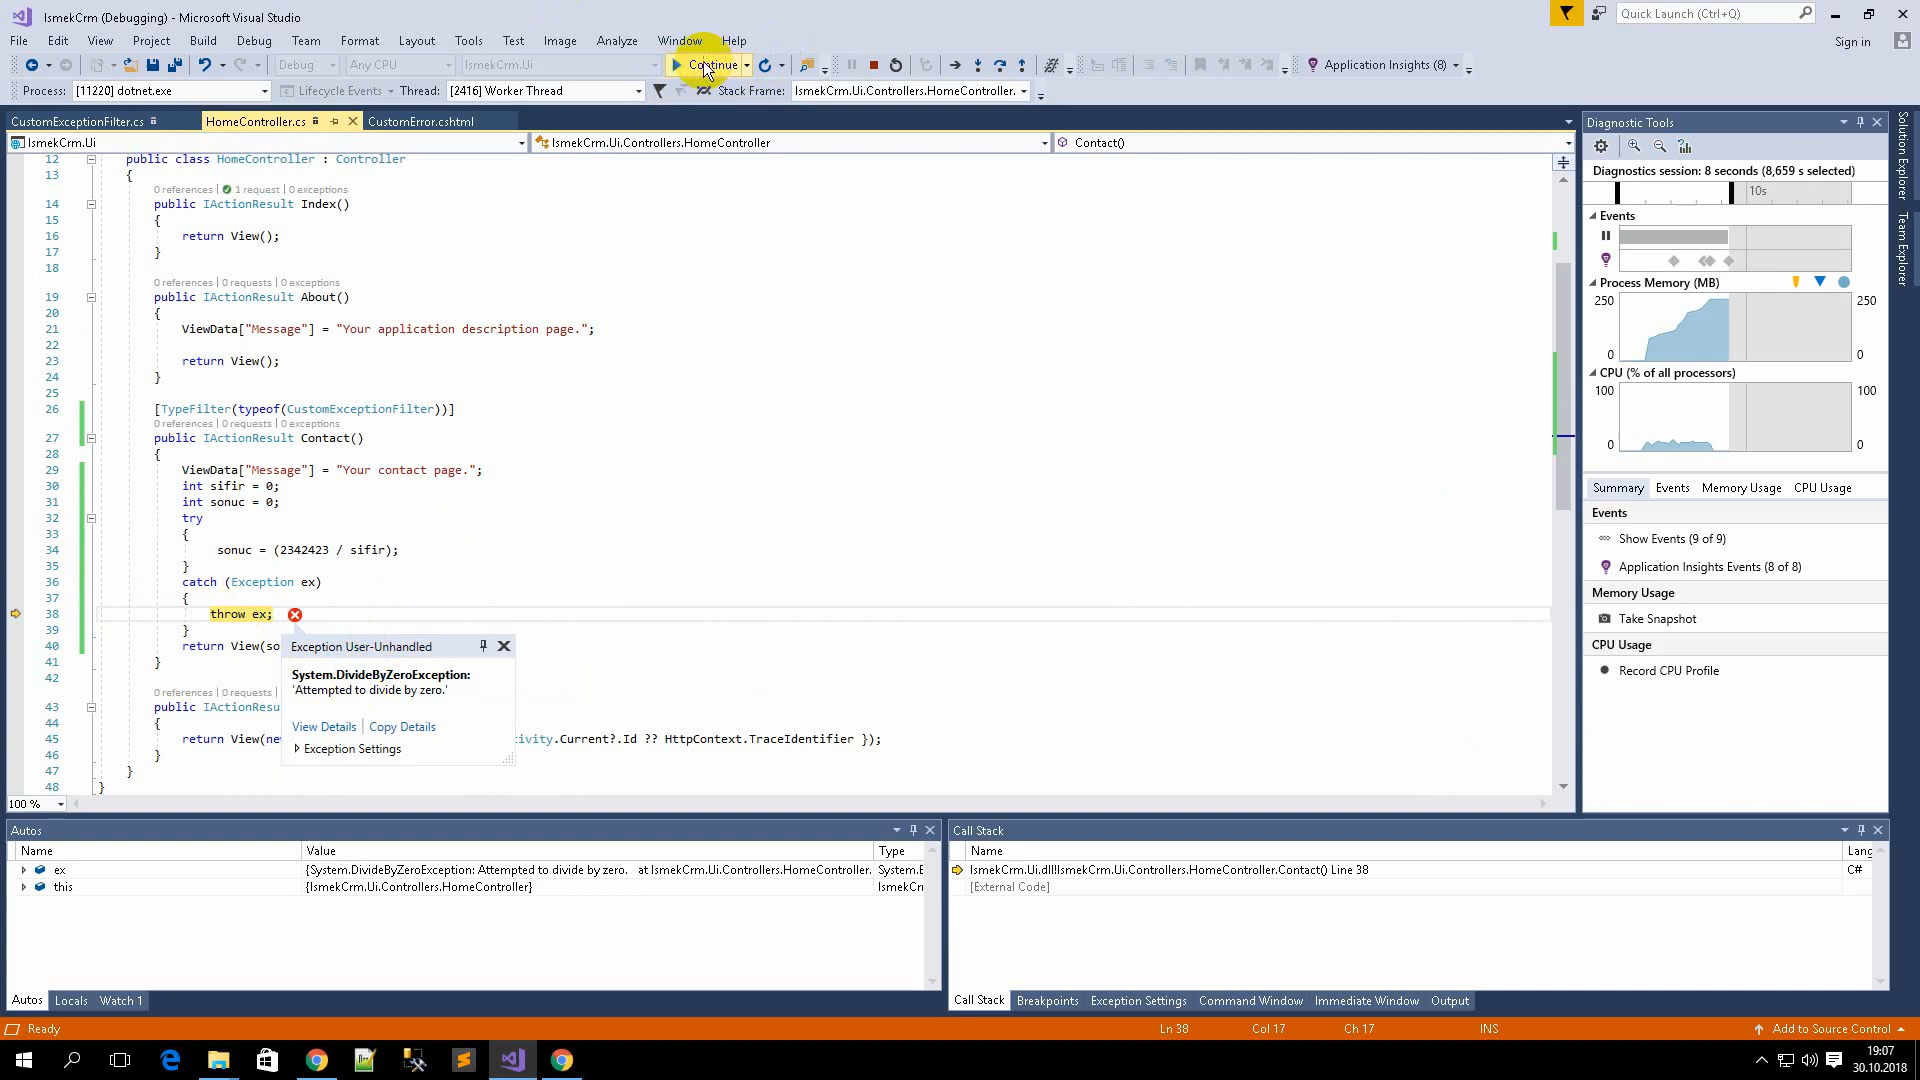 IsmekCrm (Debugging) - Microsoft Visual Studio
Quick Launch (Ctrl+Q)
File Edit View Project Build Debug Team Format Layout Tools Test Image Analyze Window Help
Sign in
Debug Any CPU IsmekCrm.Ui Continue Application Insights (8)
Process: [11220] dotnet.exe Lifecycle Events Thread: [2416] Worker Thread Stack Frame: IsmekCrm.Ui.Controllers.HomeController.
CustomExceptionFilter.cs HomeController.cs CustomError.cshtml
IsmekCrm.Ui IsmekCrm.Ui.Controllers.HomeController Contact()
12 public class HomeController : Controller
13 {
0 references | 1 request | 0 exceptions
14 public IActionResult Index()
15 {
16 return View();
17 }
18
0 references | 0 requests | 0 exceptions
19 public IActionResult About()
20 {
21 ViewData["Message"] = "Your application description page.";
22
23 return View();
24 }
25
26 [TypeFilter(typeof(CustomExceptionFilter))]
0 references | 0 requests | 0 exceptions
27 public IActionResult Contact()
28 {
29 ViewData["Message"] = "Your contact page.";
30 int sifir = 0;
31 int sonuc = 0;
32 try
33 {
34 sonuc = (2342423 / sifir);
35 }
36 catch (Exception ex)
37 {
38 throw ex;
39 }
40 return View(so
41 }
42
0 references | 0 requests |
43 public IActionResu
44 {
45 return View(new tivity.Current?.Id ?? HttpContext.TraceIdentifier });
46 }
47 }
48 }
Exception User-Unhandled
System.DivideByZeroException:
'Attempted to divide by zero.'
View Details | Copy Details
Exception Settings
100 %
Diagnostic Tools
Diagnostics session: 8 seconds (8,659 s selected)
10s
Events
Process Memory (MB)
250 250
0 0
CPU (% of all processors)
100 100
0 0
Summary Events Memory Usage CPU Usage
Events
Show Events (9 of 9)
Application Insights Events (8 of 8)
Memory Usage
Take Snapshot
CPU Usage
Record CPU Profile
Solution Explorer
Team Explorer
Autos
Name Value Type
ex {System.DivideByZeroException: Attempted to divide by zero. at IsmekCrm.Ui.Controllers.HomeController. System.E
this {IsmekCrm.Ui.Controllers.HomeController} IsmekCrr
Autos Locals Watch 1
Call Stack
Name Lang
IsmekCrm.Ui.dll!IsmekCrm.Ui.Controllers.HomeController.Contact() Line 38 C#
[External Code]
Call Stack Breakpoints Exception Settings Command Window Immediate Window Output
Ready Ln 38 Col 17 Ch 17 INS Add to Source Control
19:07
30.10.2018